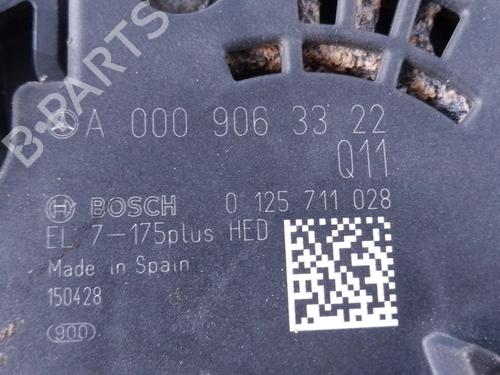 A 000 906 33 22
Q11
BOSCH 0 125 711 028
EL 7-175plus HED
Made in Spain
150428
900
B-PARTS